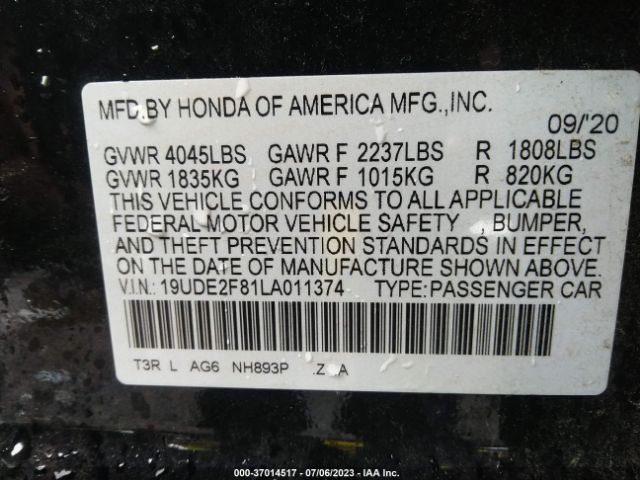 MFD.BY HONDA OF AMERICA MFG.,INC.
09/'20
GVWR 4045LBS GAWR F 2237LBS R 1808LBS
GVWR 1835KG GAWR F 1015KG R 820KG
THIS VEHICLE CONFORMS TO ALL APPLICABLE
FEDERAL MOTOR VEHICLE SAFETY , BUMPER,
AND THEFT PREVENTION STANDARDS IN EFFECT
ON THE DATE OF MANUFACTURE SHOWN ABOVE.
V.I.N.: 19UDE2F81LA011374 TYPE:PASSENGER CAR
T3R L AG6 NH893P .Z A
000-37014517 - 07/06/2023 - IAA Inc.